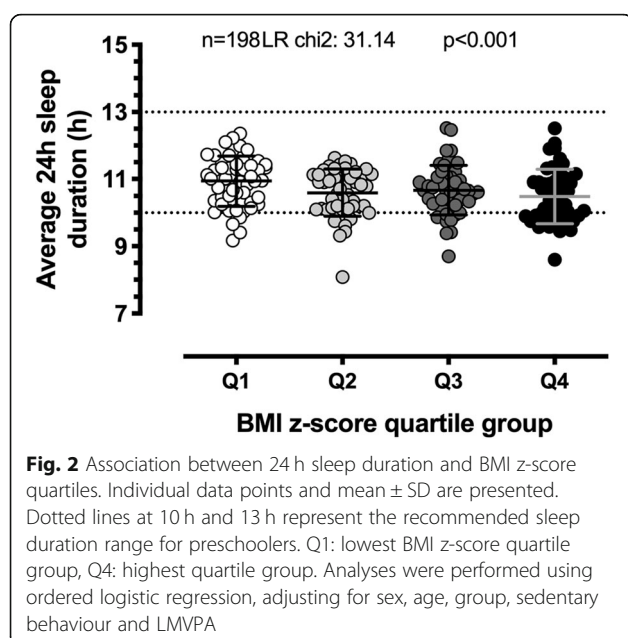 n=198LR chi2: 31.14 p<0.001
15
13
11
9
7
Average 24h sleep
duration (h)
Q1 Q2 Q3 Q4
BMI z-score quartile group
Fig. 2 Association between 24 h sleep duration and BMI z-score
quartiles. Individual data points and mean ± SD are presented.
Dotted lines at 10 h and 13 h represent the recommended sleep
duration range for preschoolers. Q1: lowest BMI z-score quartile
group, Q4: highest quartile group. Analyses were performed using
ordered logistic regression, adjusting for sex, age, group, sedentary
behaviour and LMVPA